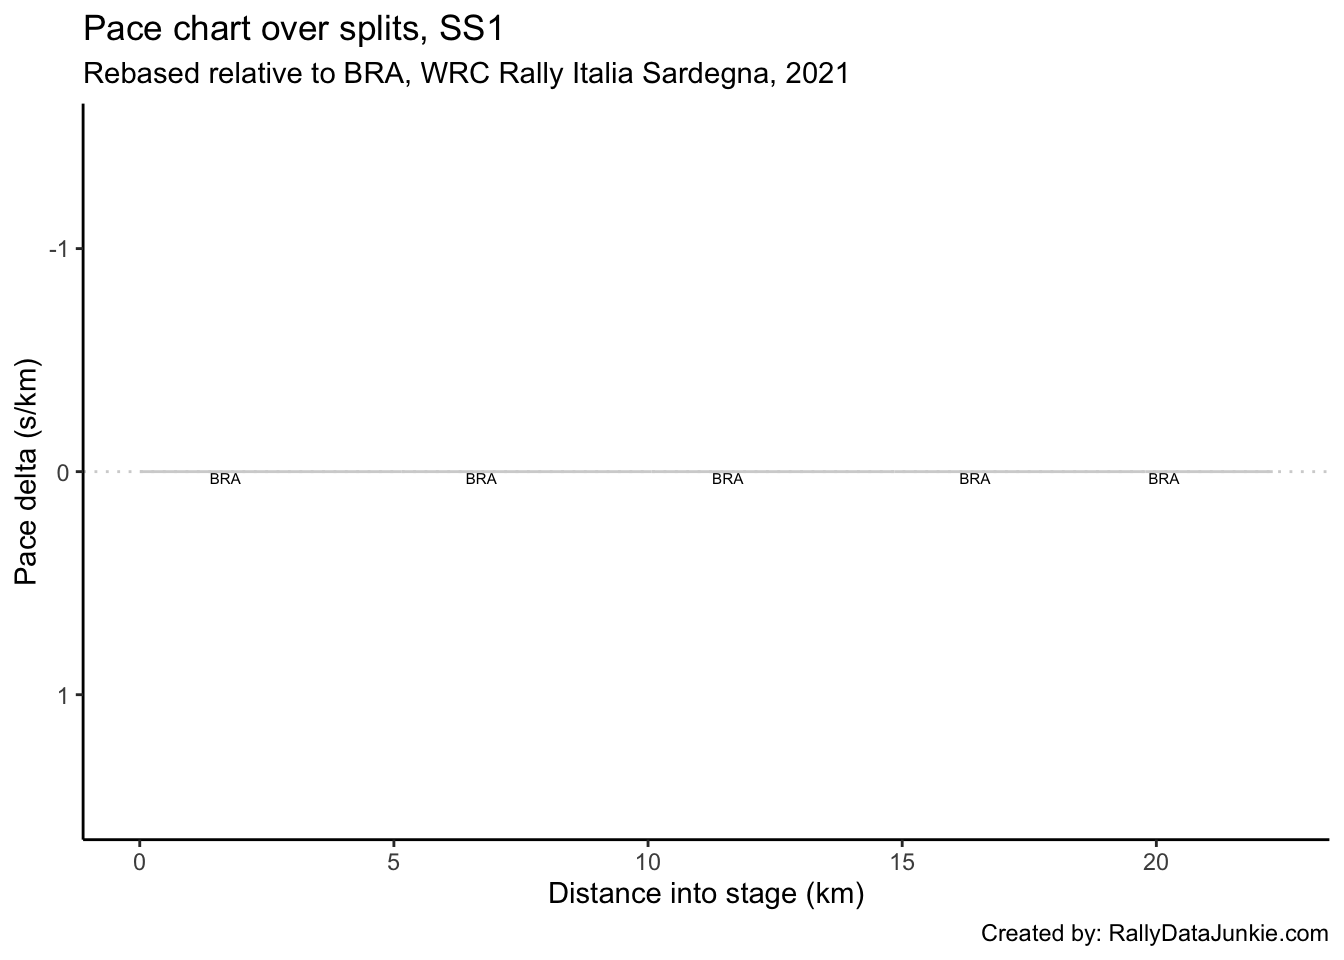 Pace chart over splits, SS1
Rebased relative to BRA, WRC Rally Italia Sardegna, 2021
Pace delta (s/km)
-1
0
BRA BRA BRA BRA BRA
1
0 5 10 15 20
Distance into stage (km)
Created by: RallyDataJunkie.com